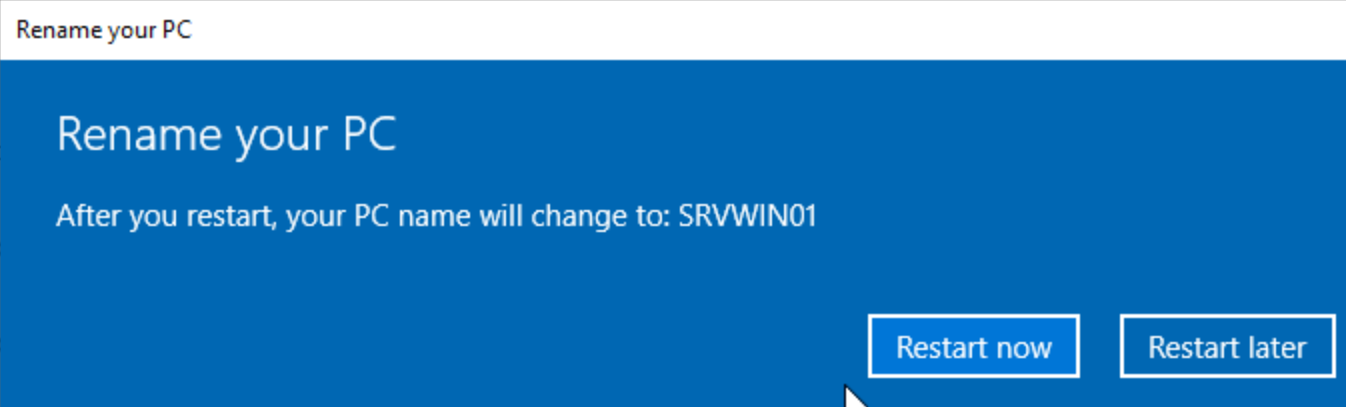 Rename your PC
Rename your PC
After you restart, your PC name will change to: SRVWIN01
Restart now
Restart later